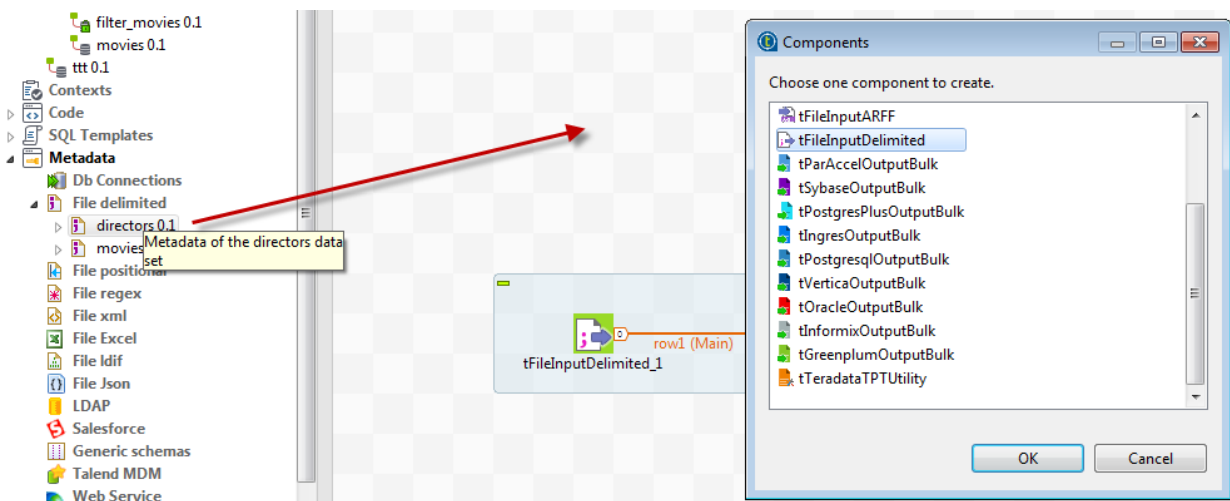 filter_movies 0.1
movies 0.1
ttt 0.1
Contexts
Code
SQL Templates
Metadata
Db Connections
File delimited
directors 0.1
movies
Metadata of the directors data
set
File positional
File regex
File xml
File Excel
File ldif
File Json
LDAP
Salesforce
Generic schemas
Talend MDM
Web Service
row1 (Main)
tFileInputDelimited_1
Components
Choose one component to create.
tFileInputARFF
tFileInputDelimited
tParAccelOutputBulk
tSybaseOutputBulk
tPostgresPlusOutputBulk
tIngresOutputBulk
tPostgresqlOutputBulk
tVerticaOutputBulk
tOracleOutputBulk
tInformixOutputBulk
tGreenplumOutputBulk
tTeradataTPTUtility
OK
Cancel